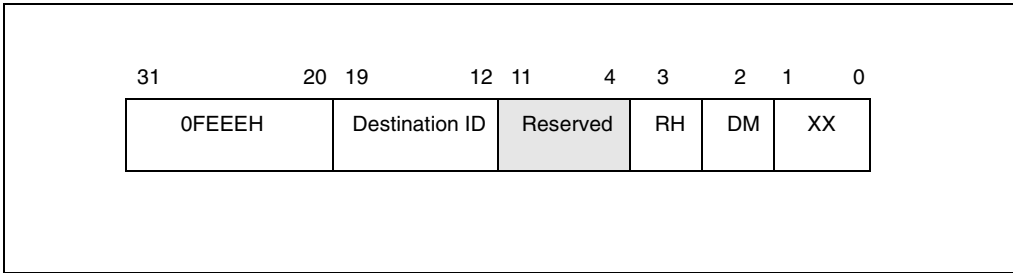 31 20 19 12 11 4 3 2 1 0
0FEEEH Destination ID Reserved RH DM XX